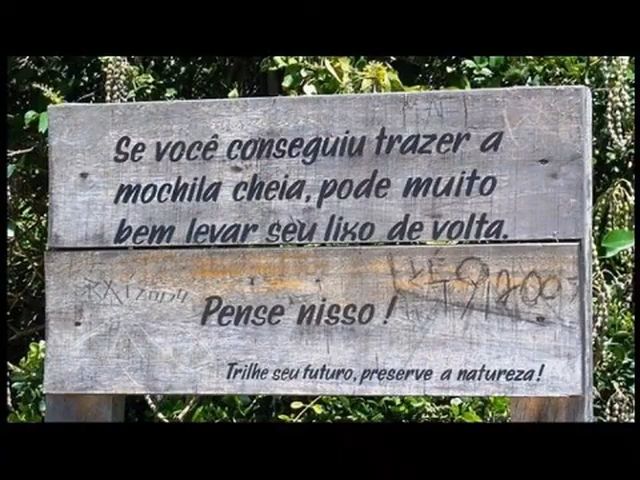 Se você conseguiu trazer a
mochila cheia, pode muito
bem levar seu lixo de volta.
Pense nisso!
Trilhe seu futuro, preserve a natureza!